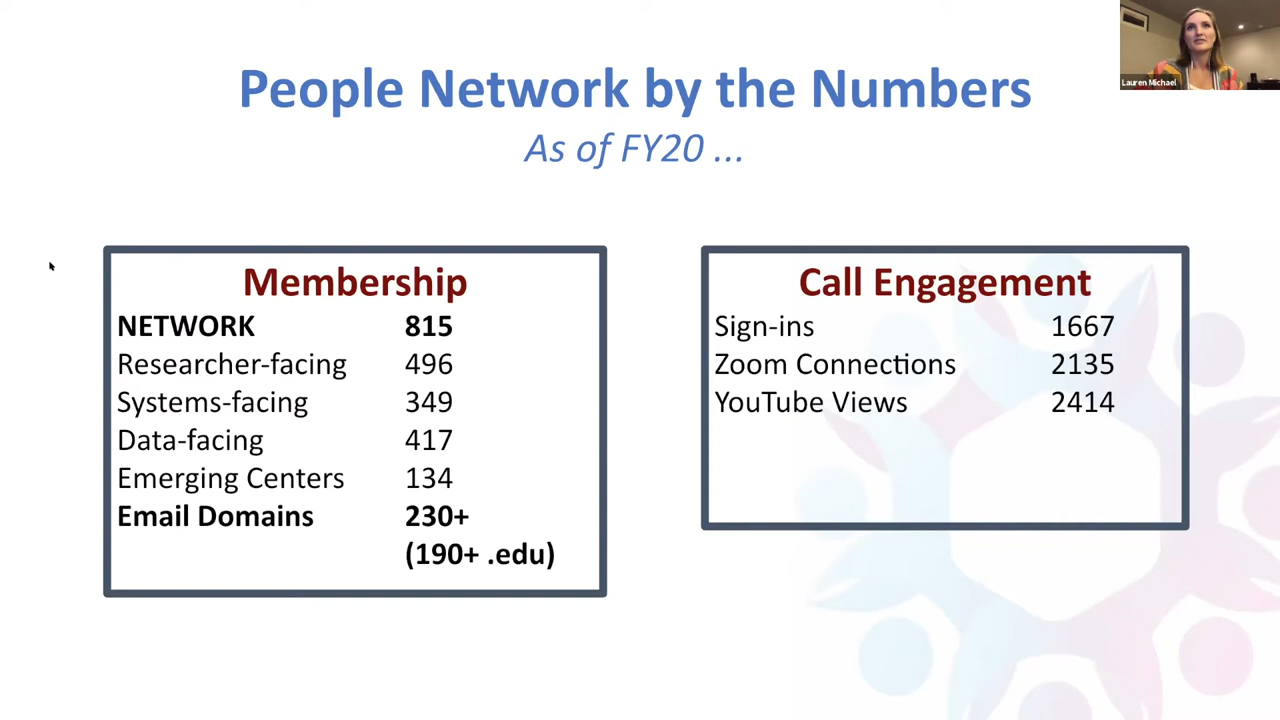 People Network by the Numbers
As of FY20 ...
Lauren Michael
Membership
NETWORK 815
Researcher-facing 496
Systems-facing 349
Data-facing 417
Emerging Centers 134
Email Domains 230+
(190+ .edu)
Call Engagement
Sign-ins 1667
Zoom Connections 2135
YouTube Views 2414